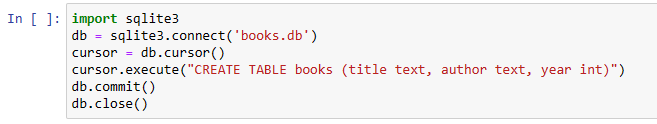 In [ ]: import sqlite3
db = sqlite3.connect('books.db')
cursor = db.cursor()
cursor.execute("CREATE TABLE books (title text, author text, year int)")
db.commit()
db.close()